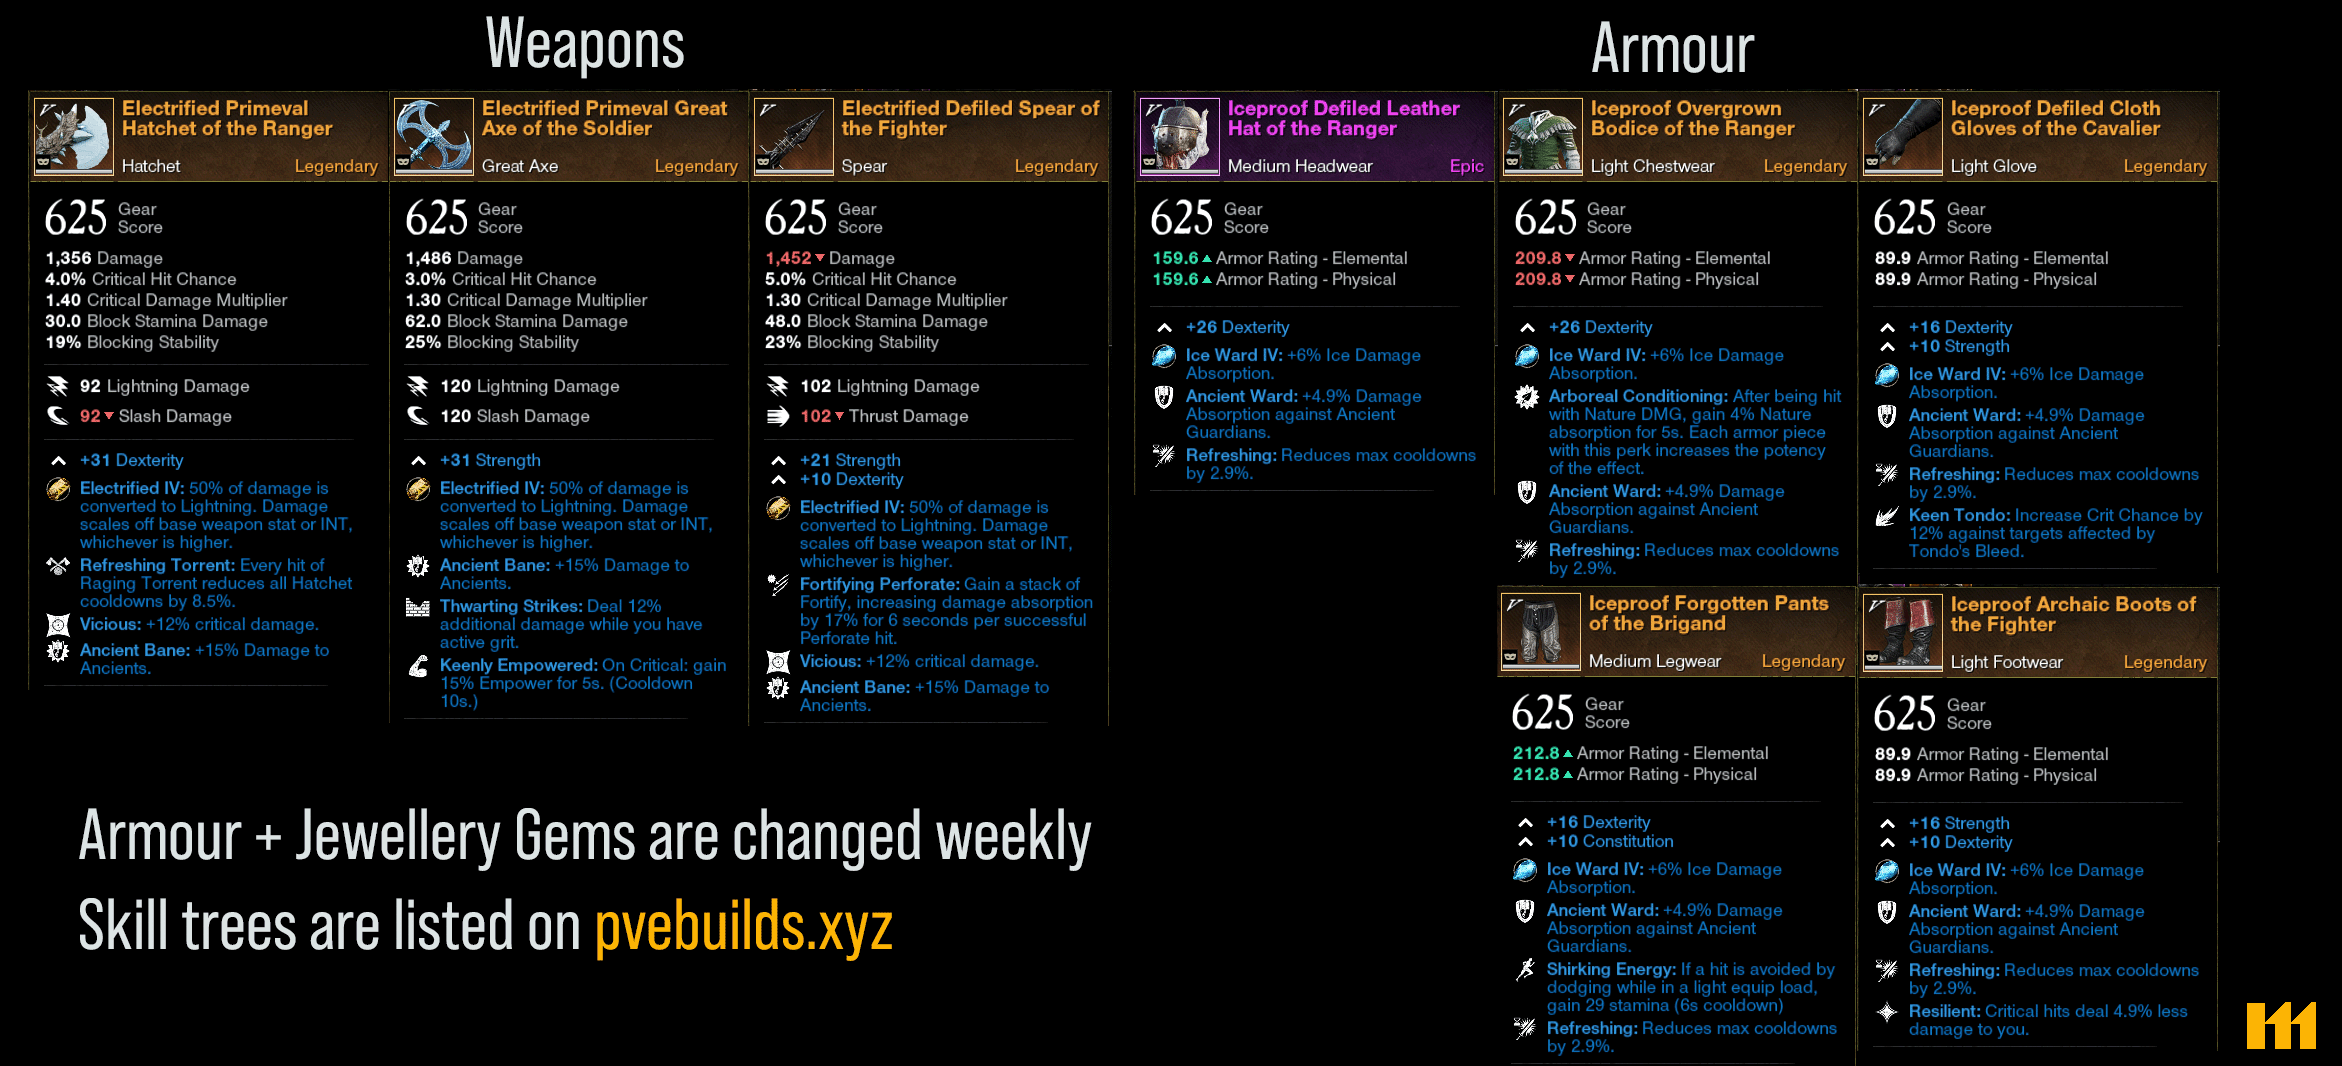 Weapons
Electrified Primeval
Hatchet of the Ranger
Hatchet Legendary
625 Gear
Score
1,356 Damage
4.0% Critical Hit Chance
1.40 Critical Damage Multiplier
30.0 Block Stamina Damage
19% Blocking Stability
92 Lightning Damage
92 Slash Damage
+31 Dexterity
Electrified IV: 50% of damage is
converted to Lightning. Damage
scales off base weapon stat or INT,
whichever is higher.
Refreshing Torrent: Every hit of
Raging Torrent reduces all Hatchet
cooldowns by 8.5%.
Vicious: +12% critical damage.
Ancient Bane: +15% Damage to
Ancients.
Electrified Primeval Great
Axe of the Soldier
Great Axe Legendary
625 Gear
Score
1,486 Damage
3.0% Critical Hit Chance
1.30 Critical Damage Multiplier
62.0 Block Stamina Damage
25% Blocking Stability
120 Lightning Damage
120 Slash Damage
+31 Strength
Electrified IV: 50% of damage is
converted to Lightning. Damage
scales off base weapon stat or INT,
whichever is higher.
Ancient Bane: +15% Damage to
Ancients.
Thwarting Strikes: Deal 12%
additional damage while you have
active grit.
Keenly Empowered: On Critical: gain
15% Empower for 5s. (Cooldown
10s.)
Electrified Defiled Spear of
the Fighter
Spear Legendary
625 Gear
Score
1,452 Damage
5.0% Critical Hit Chance
1.30 Critical Damage Multiplier
48.0 Block Stamina Damage
23% Blocking Stability
102 Lightning Damage
102 Thrust Damage
+21 Strength
+10 Dexterity
Electrified IV: 50% of damage is
converted to Lightning. Damage
scales off base weapon stat or INT,
whichever is higher.
Fortifying Perforate: Gain a stack of
Fortify, increasing damage absorption
by 17% for 6 seconds per successful
Perforate hit.
Vicious: +12% critical damage.
Ancient Bane: +15% Damage to
Ancients.
Armour + Jewellery Gems are changed weekly
Skill trees are listed on pvebuilds.xyz
Armour
Iceproof Defiled Leather
Hat of the Ranger
Medium Headwear Epic
625 Gear
Score
159.6 Armor Rating - Elemental
159.6 Armor Rating - Physical
+26 Dexterity
Ice Ward IV: +6% Ice Damage
Absorption.
Ancient Ward: +4.9% Damage
Absorption against Ancient
Guardians.
Refreshing: Reduces max cooldowns
by 2.9%.
Iceproof Overgrown
Bodice of the Ranger
Light Chestwear Legendary
625 Gear
Score
209.8 Armor Rating - Elemental
209.8 Armor Rating - Physical
+26 Dexterity
Ice Ward IV: +6% Ice Damage
Absorption.
Arboreal Conditioning: After being hit
with Nature DMG, gain 4% Nature
absorption for 5s. Each armor piece
with this perk increases the potency
of the effect.
Ancient Ward: +4.9% Damage
Absorption against Ancient
Guardians.
Refreshing: Reduces max cooldowns
by 2.9%.
Iceproof Defiled Cloth
Gloves of the Cavalier
Light Glove Legendary
625 Gear
Score
89.9 Armor Rating - Elemental
89.9 Armor Rating - Physical
+16 Dexterity
+10 Strength
Ice Ward IV: +6% Ice Damage
Absorption.
Ancient Ward: +4.9% Damage
Absorption against Ancient
Guardians.
Refreshing: Reduces max cooldowns
by 2.9%.
Keen Tondo: Increase Crit Chance by
12% against targets affected by
Tondo's Bleed.
Iceproof Forgotten Pants
of the Brigand
Medium Legwear Legendary
625 Gear
Score
212.8 Armor Rating - Elemental
212.8 Armor Rating - Physical
+16 Dexterity
+10 Constitution
Ice Ward IV: +6% Ice Damage
Absorption.
Ancient Ward: +4.9% Damage
Absorption against Ancient
Guardians.
Shirking Energy: If a hit is avoided by
dodging while in a light equip load,
gain 29 stamina (6s cooldown)
Refreshing: Reduces max cooldowns
by 2.9%.
Iceproof Archaic Boots of
the Fighter
Light Footwear Legendary
625 Gear
Score
89.9 Armor Rating - Elemental
89.9 Armor Rating - Physical
+16 Strength
+10 Dexterity
Ice Ward IV: +6% Ice Damage
Absorption.
Ancient Ward: +4.9% Damage
Absorption against Ancient
Guardians.
Refreshing: Reduces max cooldowns
by 2.9%.
Resilient: Critical hits deal 4.9% less
damage to you.